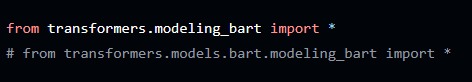 from transformers.modeling_bart import *
# from transformers.models.bart.modeling_bart import *